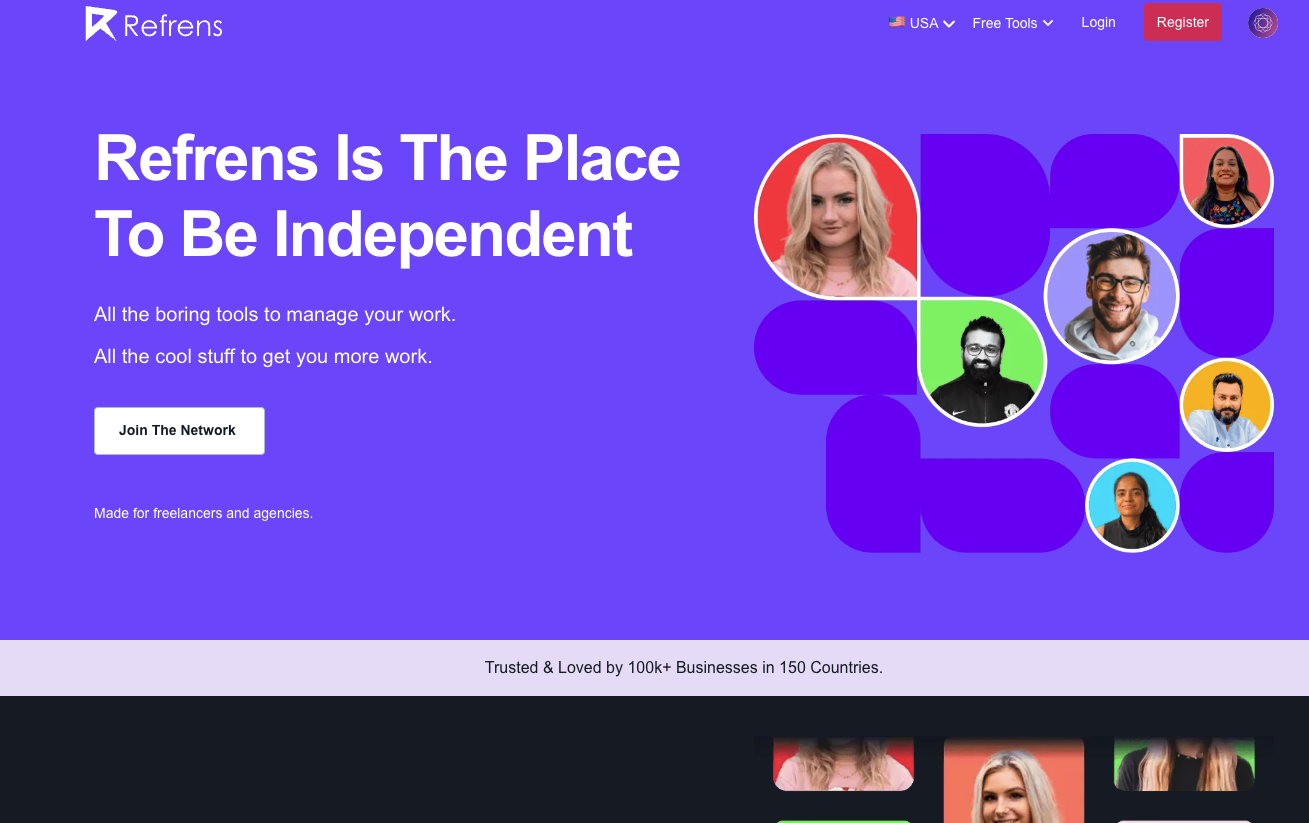 Refrens
USA
Free Tools
Login
Register
Refrens Is The Place
To Be Independent
All the boring tools to manage your work.
All the cool stuff to get you more work.
Join The Network
Made for freelancers and agencies.
Trusted & Loved by 100k+ Businesses in 150 Countries.